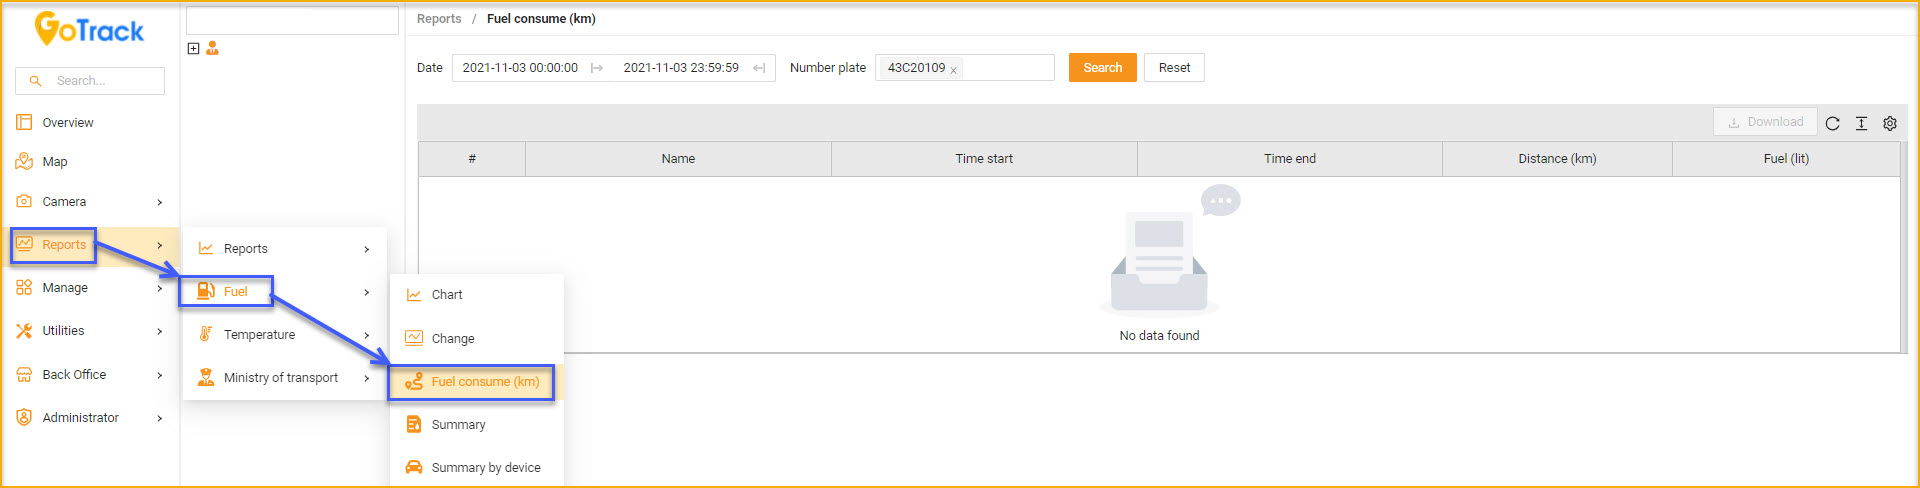 GoTrack
Search...
Overview
Map
Camera
Reports
Manage
Utilities
Back Office
Administrator
Reports
Fuel
Temperature
Ministry of transport
Chart
Change
Fuel consume (km)
Summary
Summary by device
Reports / Fuel consume (km)
Date 2021-11-03 00:00:00 2021-11-03 23:59:59 Number plate 43C20109 x Search Reset
Download
# Name Time start Time end Distance (km) Fuel (lit)
No data found